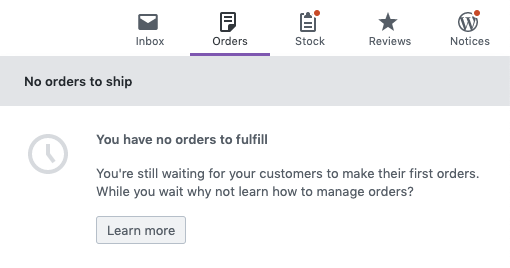 Inbox Orders Stock Reviews Notices
No orders to ship
You have no orders to fulfill
You're still waiting for your customers to make their first orders.
While you wait why not learn how to manage orders?
Learn more